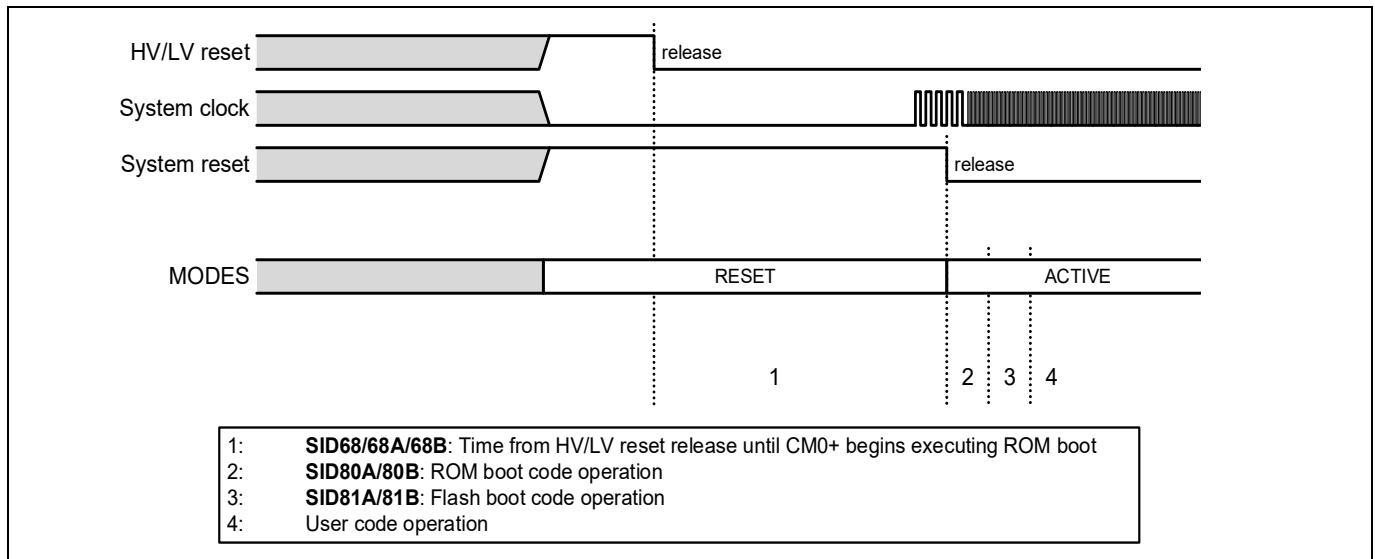 HV/LV reset
release
System clock
System reset
release
MODES
RESET
ACTIVE
1
2
3
4
1: SID68/68A/68B: Time from HV/LV reset release until CM0+ begins executing ROM boot
2: SID80A/80B: ROM boot code operation
3: SID81A/81B: Flash boot code operation
4: User code operation